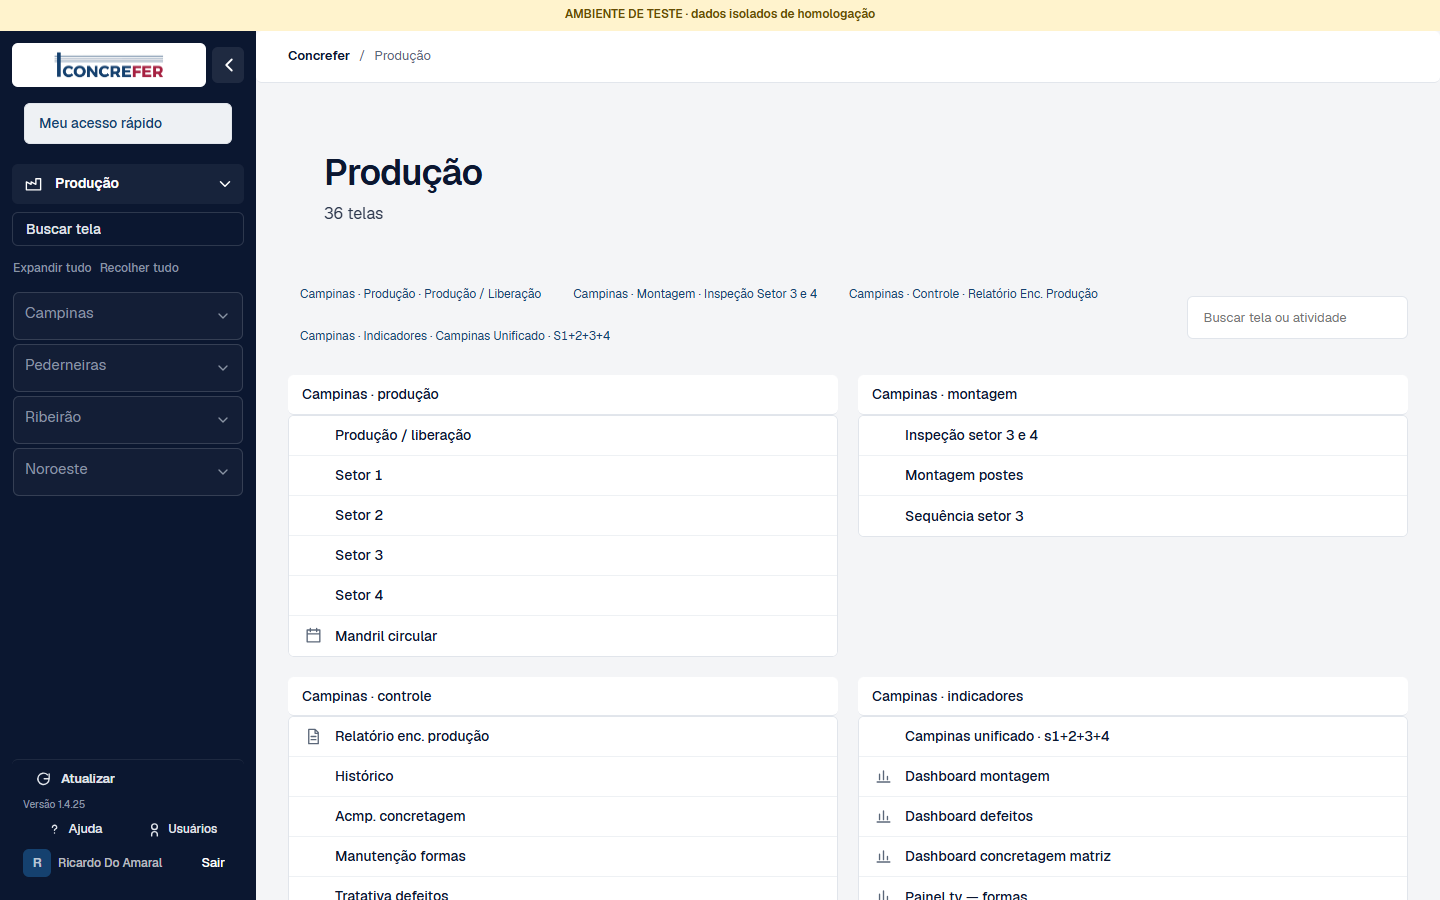 AMBIENTE DE TESTE · dados isolados de homologação
CONCREFER
Meu acesso rápido
Produção
Buscar tela
Expandir tudo Recolher tudo
Campinas
Pederneiras
Ribeirão
Noroeste
Atualizar
Versão 1.4.25
? Ajuda Usuários
R Ricardo Do Amaral Sair
Concrefer / Produção
Produção
36 telas
Campinas · Produção · Produção / Liberação
Campinas · Montagem · Inspeção Setor 3 e 4
Campinas · Controle · Relatório Enc. Produção
Campinas · Indicadores · Campinas Unificado · S1+2+3+4
Buscar tela ou atividade
Campinas · produção
Produção / liberação
Setor 1
Setor 2
Setor 3
Setor 4
Mandril circular
Campinas · montagem
Inspeção setor 3 e 4
Montagem postes
Sequência setor 3
Campinas · controle
Relatório enc. produção
Histórico
Acmp. concretagem
Manutenção formas
Tratativa defeitos
Campinas · indicadores
Campinas unificado · s1+2+3+4
Dashboard montagem
Dashboard defeitos
Dashboard concretagem matriz
Painel tv — formas